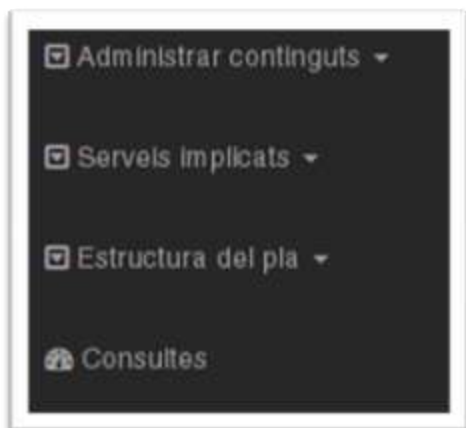 Administrar continguts
Serveis implicats
Estructura del pla
Consultes